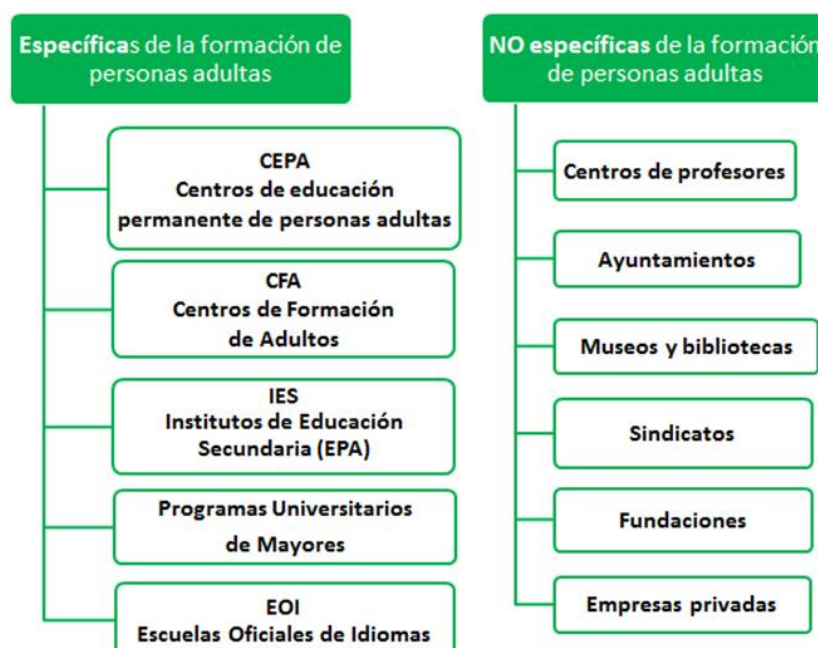 Específicas de la formación de
personas adultas
CEPA
Centros de educación
permanente de personas adultas
CFA
Centros de Formación
de Adultos
IES
Institutos de Educación
Secundaria (EPA)
Programas Universitarios
de Mayores
EOI
Escuelas Oficiales de Idiomas
NO específicas de la formación
de personas adultas
Centros de profesores
Ayuntamientos
Museos y bibliotecas
Sindicatos
Fundaciones
Empresas privadas